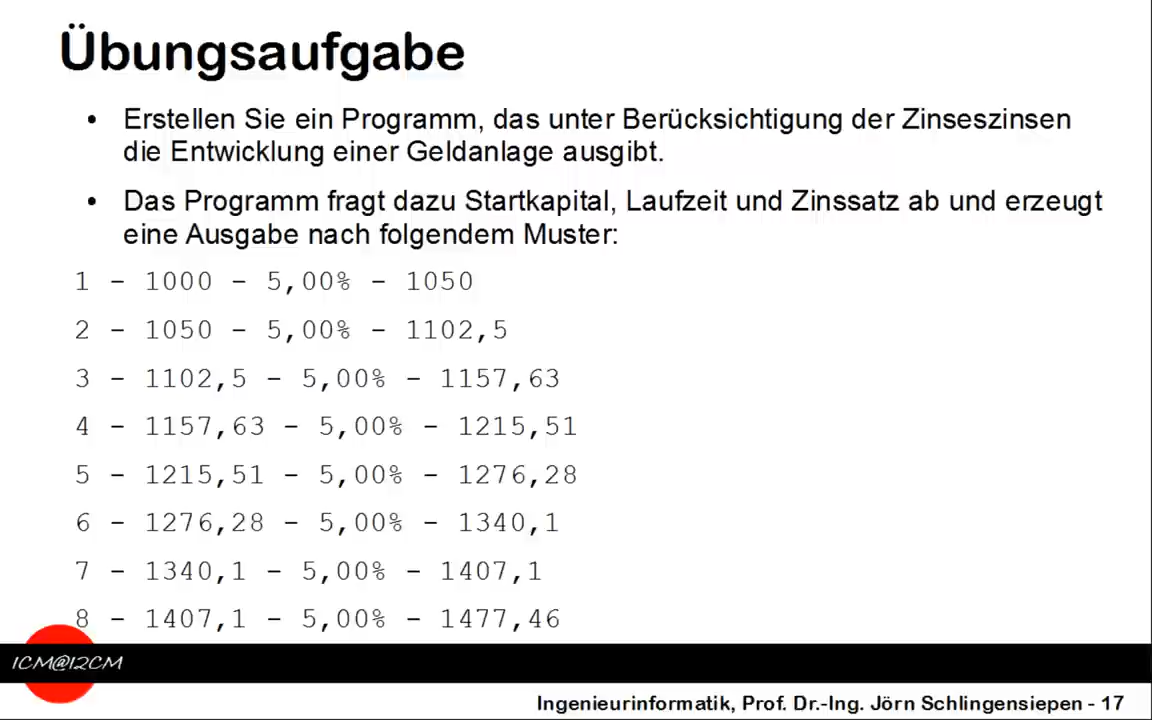 Übungsaufgabe
• Erstellen Sie ein Programm, das unter Berücksichtigung der Zinseszinsen
die Entwicklung einer Geldanlage ausgibt.
• Das Programm fragt dazu Startkapital, Laufzeit und Zinssatz ab und erzeugt
eine Ausgabe nach folgendem Muster:
1 - 1000 - 5,00% - 1050
2 - 1050 - 5,00% - 1102,5
3 - 1102,5 - 5,00% - 1157,63
4 - 1157,63 - 5,00% - 1215,51
5 - 1215,51 - 5,00% - 1276,28
6 - 1276,28 - 5,00% - 1340,1
7 - 1340,1 - 5,00% - 1407,1
8 - 1407,1 - 5,00% - 1477,46
1CM@12CM
Ingenieurinformatik, Prof. Dr.-Ing. Jörn Schlingensiepen - 17